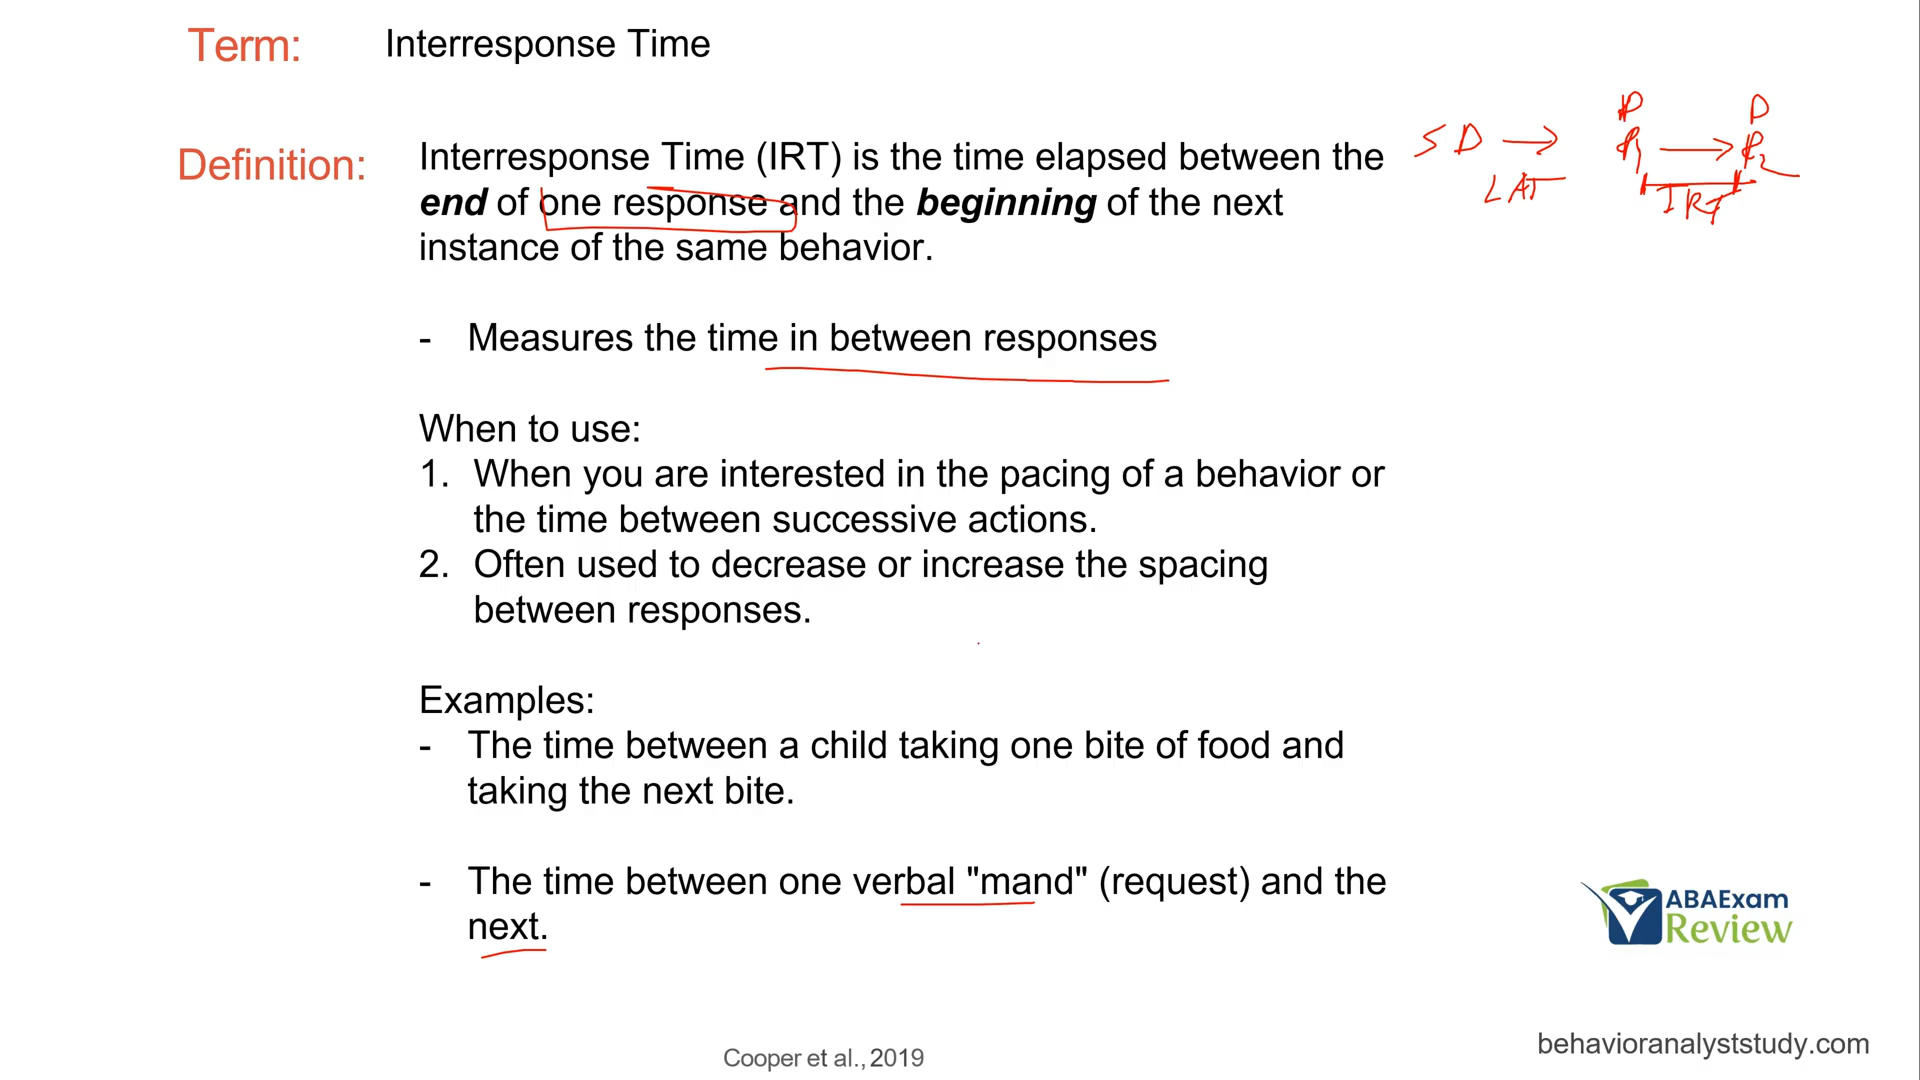 Term: Interresponse Time
Definition: Interresponse Time (IRT) is the time elapsed between the
end of one response and the beginning of the next
instance of the same behavior.
- Measures the time in between responses
When to use:
1. When you are interested in the pacing of a behavior or
the time between successive actions.
2. Often used to decrease or increase the spacing
between responses.
Examples:
- The time between a child taking one bite of food and
taking the next bite.
- The time between one verbal "mand" (request) and the
next.
SD → R1 → R2
LAT IRT
ABAExam
Review
Cooper et al., 2019
behavioranalyststudy.com